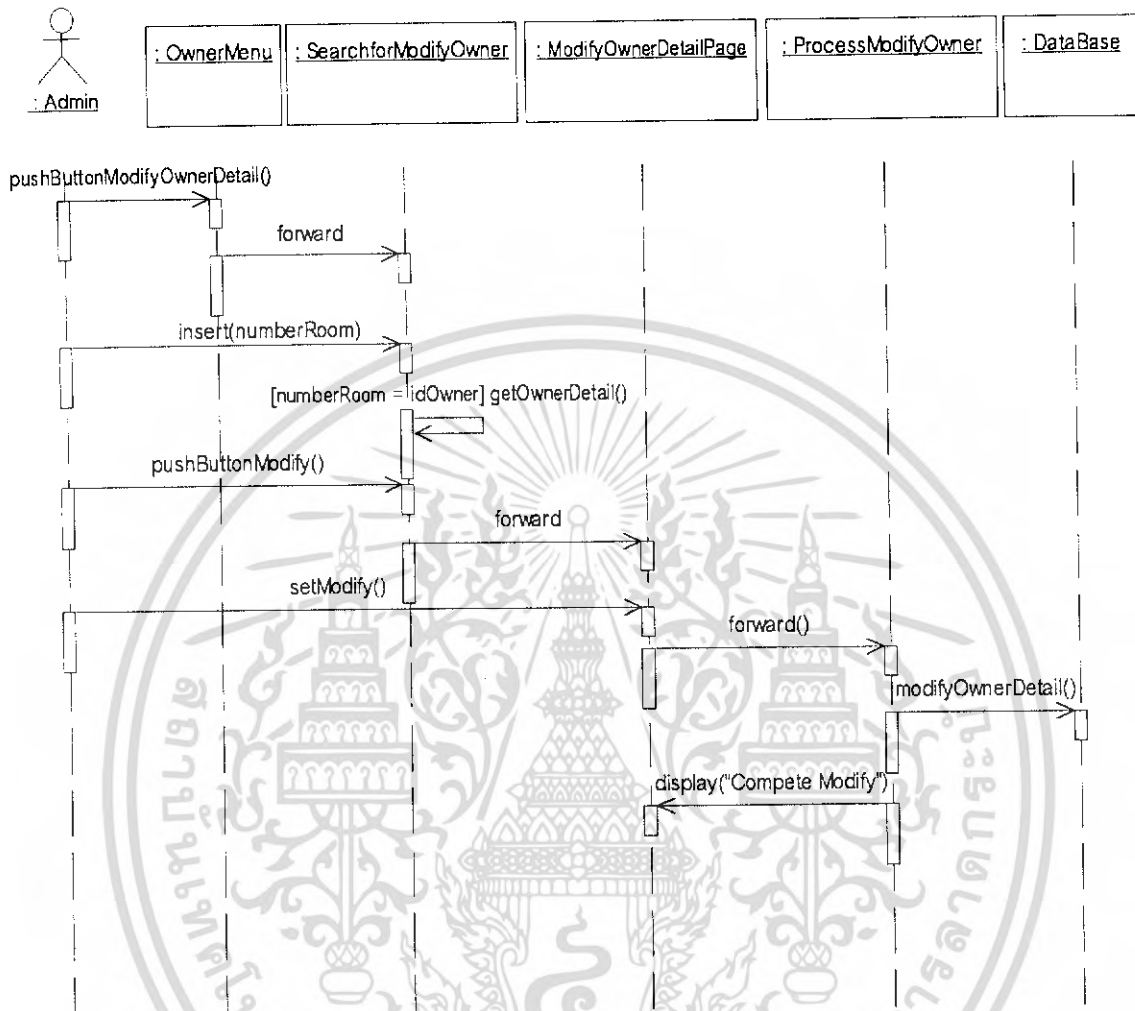 : Admin
: OwnerMenu
: SearchforModifyOwner
: ModifyOwnerDetailPage
: ProcessModifyOwner
: DataBase
pushButtonModifyOwnerDetail()
forward
insert(numberRoom)
[numberRoom = idOwner] getOwnerDetail()
pushButtonModify()
forward
setModify()
forward()
modifyOwnerDetail()
display("Compete Modify")